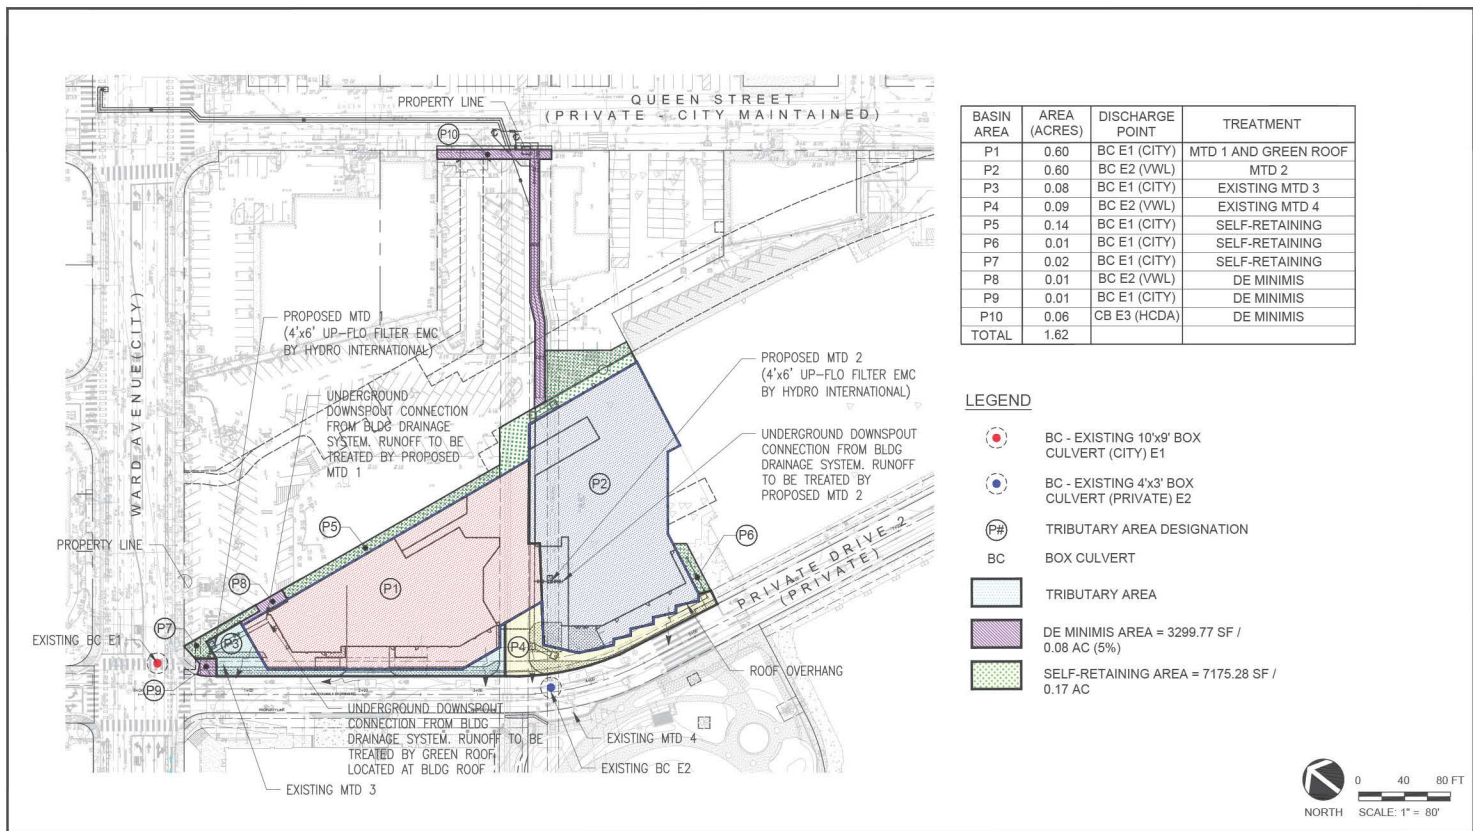 PROPERTY LINE
QUEEN STREET
(PRIVATE - CITY MAINTAINED)
P10
WARD AVENUE(CITY)
PROPOSED MTD 1
(4'x6' UP-FLO FILTER EMC
BY HYDRO INTERNATIONAL)
UNDERGROUND
DOWNSPOUT CONNECTION
FROM BLDG DRAINAGE
SYSTEM. RUNOFF TO BE
TREATED BY PROPOSED
MTD 1
PROPOSED MTD 2
(4'x6' UP-FLO FILTER EMC
BY HYDRO INTERNATIONAL)
UNDERGROUND DOWNSPOUT
CONNECTION FROM BLDG
DRAINAGE SYSTEM. RUNOFF
TO BE TREATED BY
PROPOSED MTD 2
P2
P5
P6
PROPERTY LINE
PRIVATE DRIVE 2
(PRIVATE)
P8
P1
P7
EXISTING BC E1
P3
P4
P9
ROOF OVERHANG
UNDERGROUND DOWNSPOUT
CONNECTION FROM BLDG
DRAINAGE SYSTEM. RUNOFF TO BE
TREATED BY GREEN ROOF
LOCATED AT BLDG ROOF
EXISTING MTD 4
EXISTING BC E2
EXISTING MTD 3
BASIN AREA AREA (ACRES) DISCHARGE POINT TREATMENT
P1 0.60 BC E1 (CITY) MTD 1 AND GREEN ROOF
P2 0.60 BC E2 (VWL) MTD 2
P3 0.08 BC E1 (CITY) EXISTING MTD 3
P4 0.09 BC E2 (VWL) EXISTING MTD 4
P5 0.14 BC E1 (CITY) SELF-RETAINING
P6 0.01 BC E1 (CITY) SELF-RETAINING
P7 0.02 BC E1 (CITY) SELF-RETAINING
P8 0.01 BC E2 (VWL) DE MINIMIS
P9 0.01 BC E1 (CITY) DE MINIMIS
P10 0.06 CB E3 (HCDA) DE MINIMIS
TOTAL 1.62
LEGEND
BC - EXISTING 10'x9' BOX
CULVERT (CITY) E1
BC - EXISTING 4'x3' BOX
CULVERT (PRIVATE) E2
P# TRIBUTARY AREA DESIGNATION
BC BOX CULVERT
TRIBUTARY AREA
DE MINIMIS AREA = 3299.77 SF /
0.08 AC (5%)
SELF-RETAINING AREA = 7175.28 SF /
0.17 AC
0 40 80 FT
NORTH SCALE: 1" = 80'